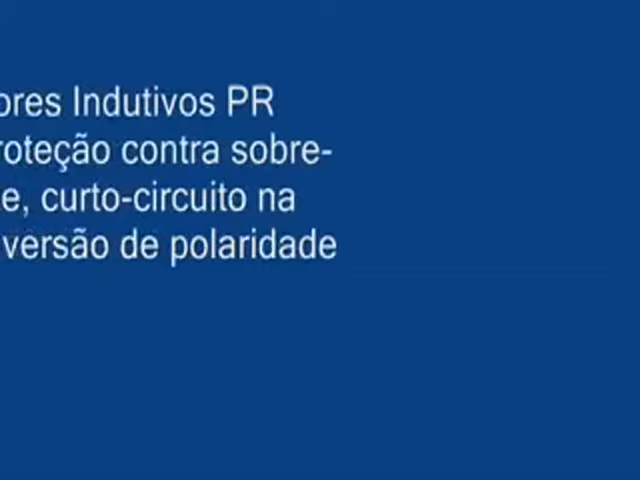 ores Indutivos PR
roteção contra sobre-
e, curto-circuito na
versão de polaridade